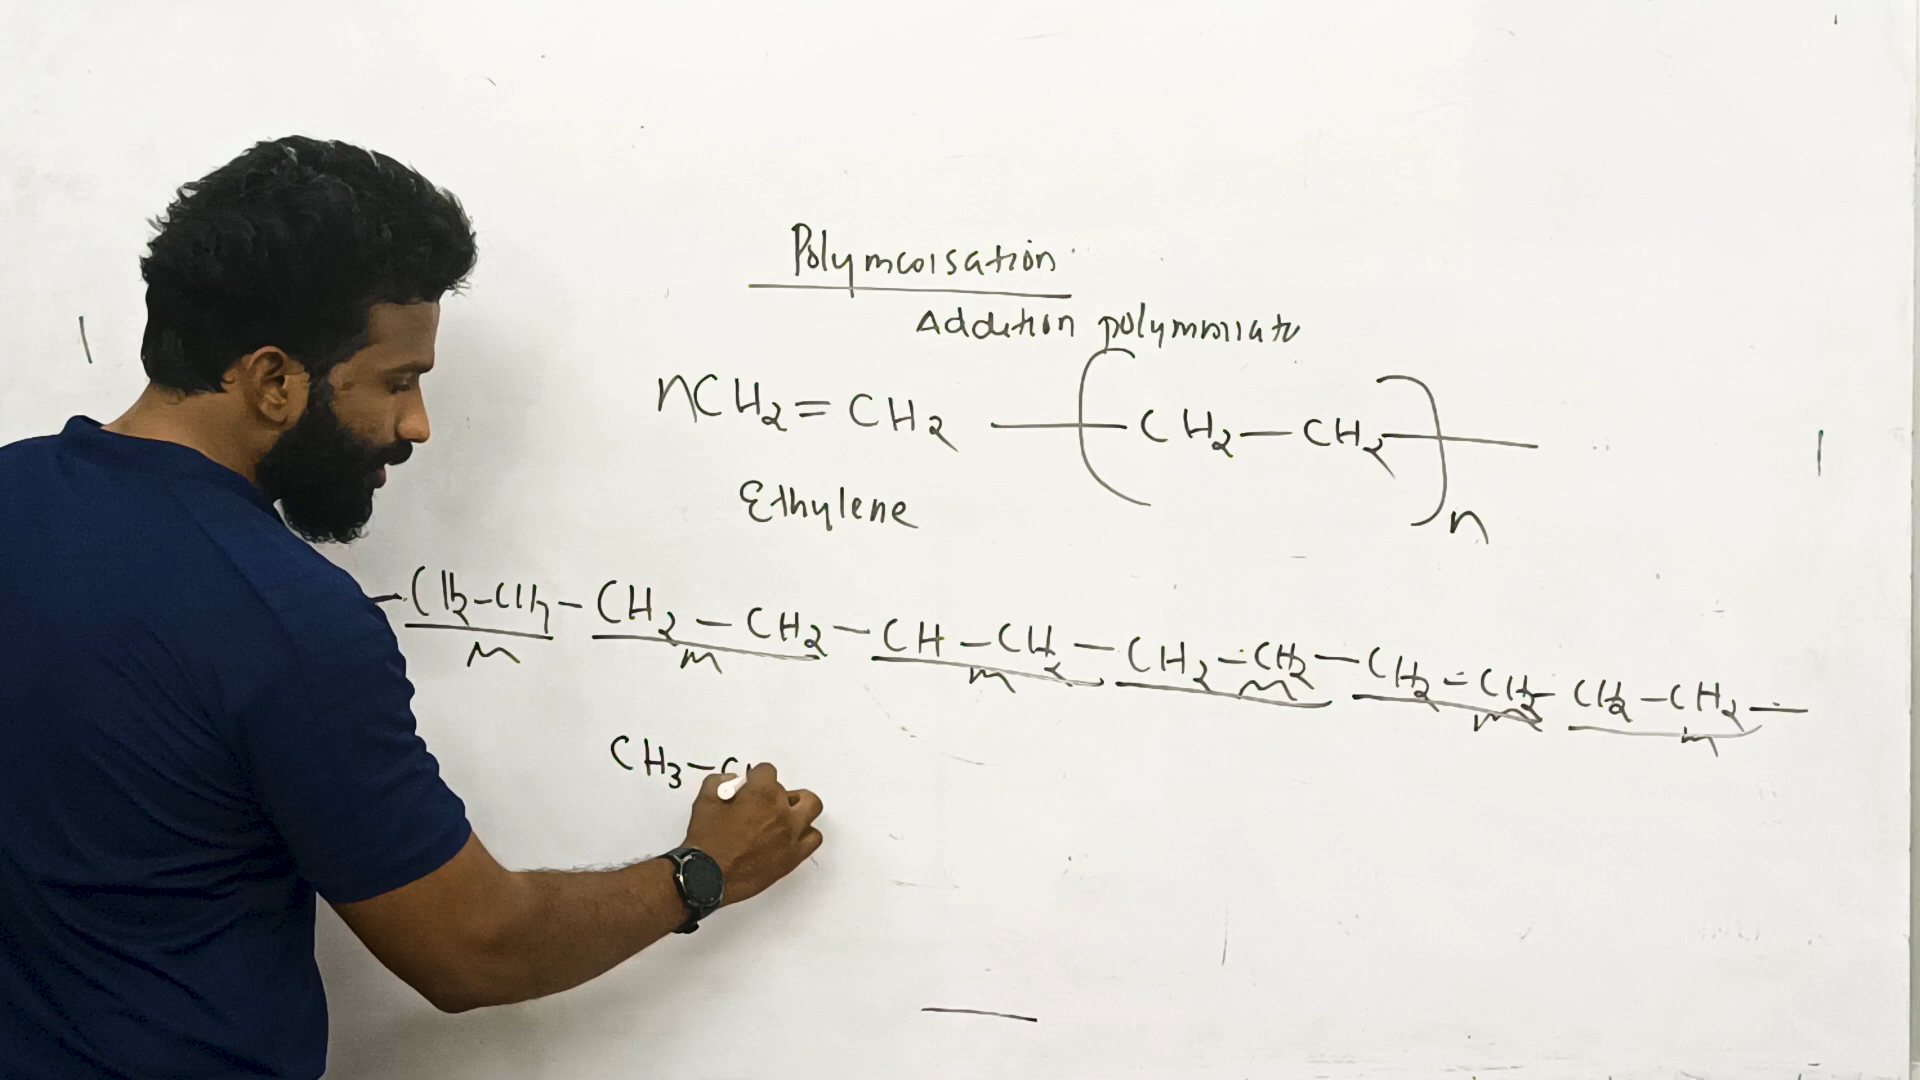 Polymerisation
Addition polymerisatn
nCH2=CH2 —(CH2—CH2)—n
Ethylene
–CH2–CH2–CH2–CH2–CH–CH2–CH2–CH2–CH2–CH2–CH2–CH2–
m m m m m m
CH3–C